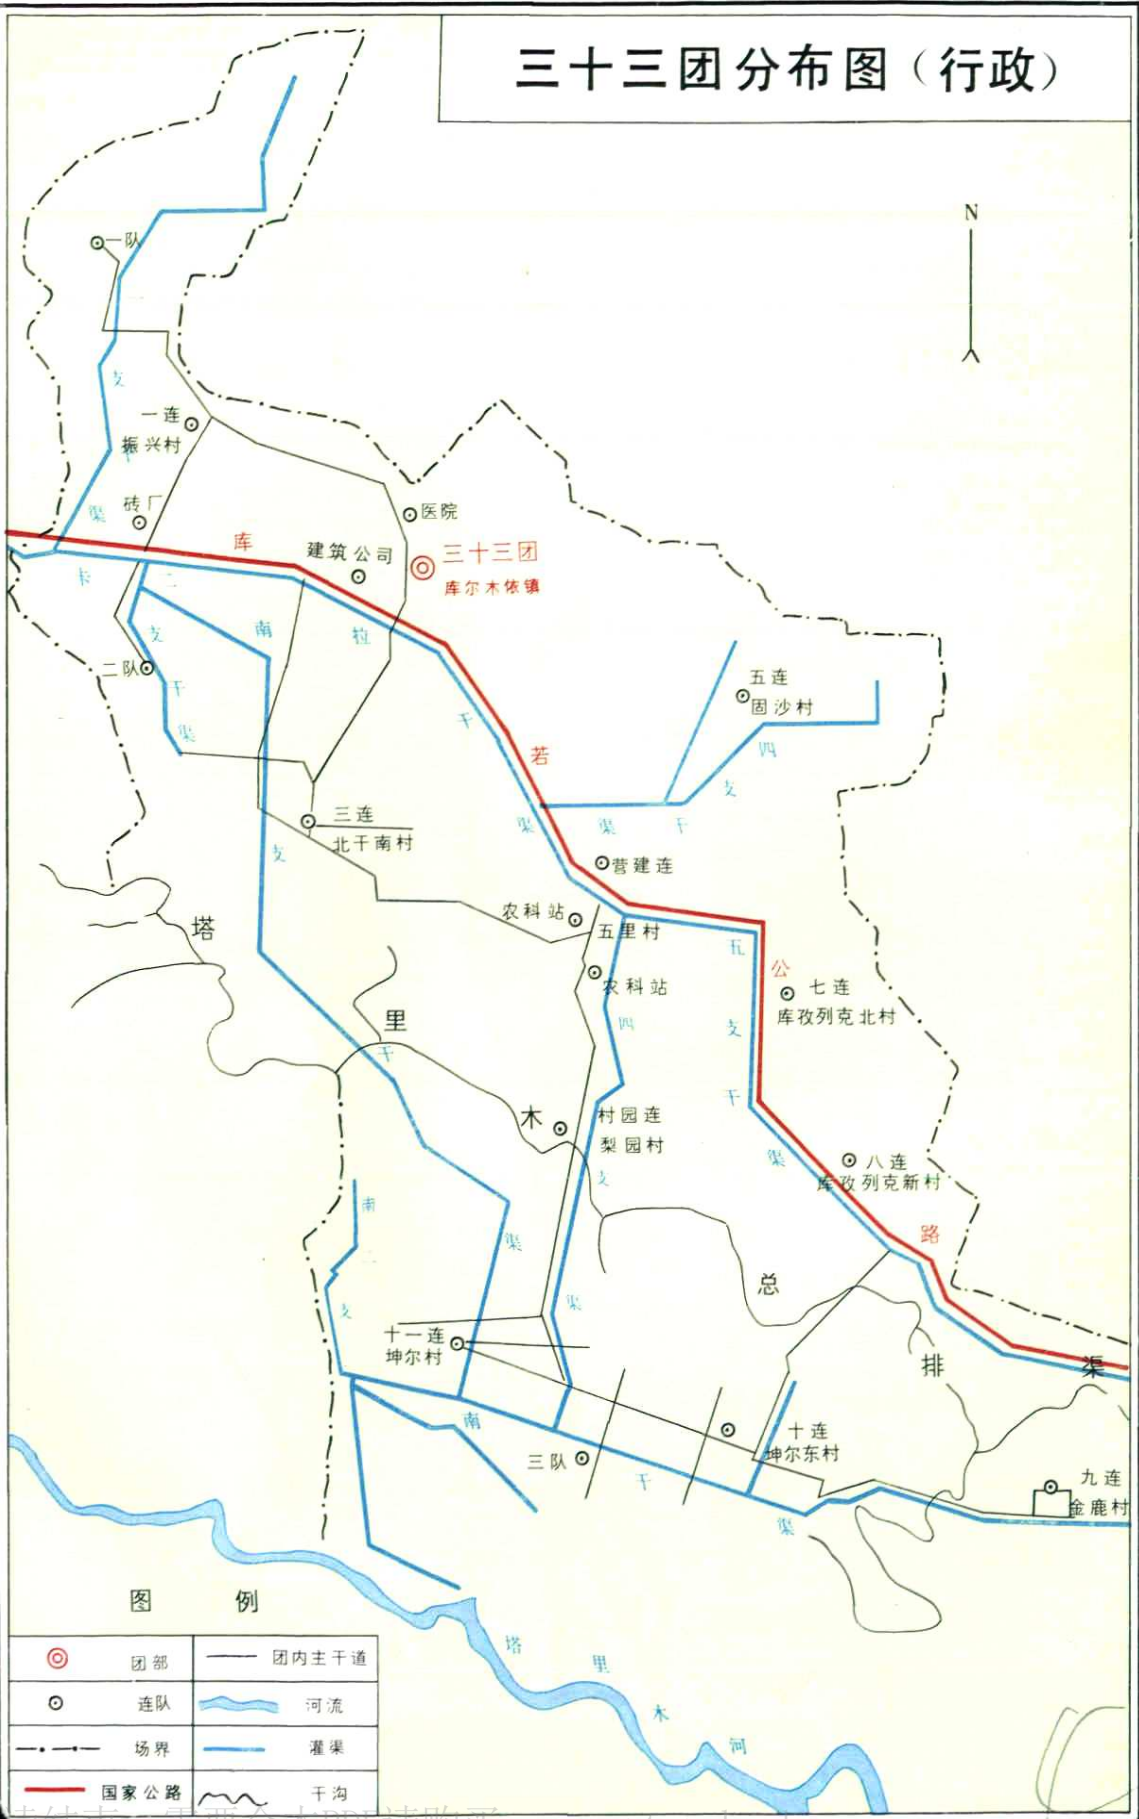 三十三团分布图（行政）
N
一队
一
支
一连
振兴村
干
渠
砖厂
医院
库
建筑公司
三十三团
库尔木依镇
卡
二
支
南
拉
二队
干
渠
干
五连
固沙村
四
若
支
三连
渠
渠
干
北干南村
支
营建连
农科站
塔
五里村
五
公
七连
农科站
库孜列克北村
里
四
支
干
干
木
村园连
梨园村
渠
八连
库孜列克新村
支
南
二
渠
路
总
支
渠
十一连
坤尔村
排
渠
南
十连
坤尔东村
三队
干
九连
金鹿村
渠
图 例
团部
团内主干道
连队
河流
场界
灌渠
国家公路
干沟
塔
里
木
河